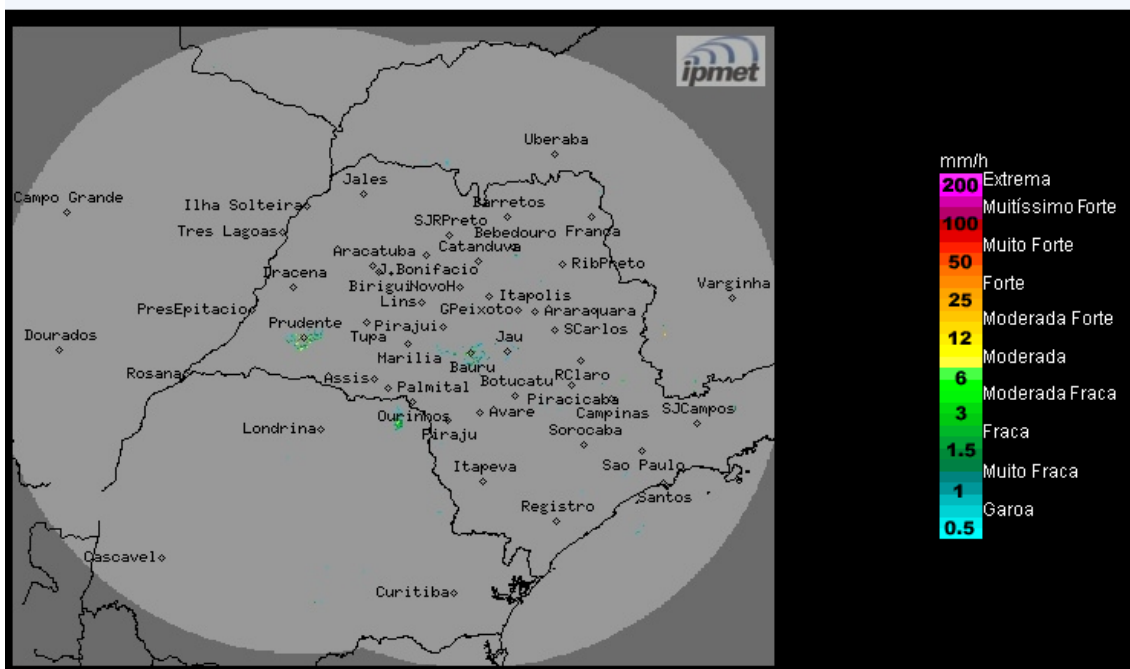 ipmet
Uberaba
Jales
Campo Grande
Ilha Solteira
Barretos
SJRPreto
Tres Lagoas
Bebedouro
Franca
Catanduva
Aracatuba
J.Bonifacio
RibPreto
Dracena
Varginha
Birigui
NovoH
Itapolis
Lins
PresEpitacio
GPeixoto
Araraquara
Prudente
Pirajui
SCarlos
Dourados
Tupa
Jau
Marilia
Bauru
Rosana
Assis
RClaro
Botucatu
Palmital
Piracicaba
SJCampos
Ourinhos
Avare
Campinas
Londrina
Piraju
Sorocaba
Itapeva
Sao Paulo
Santos
Registro
Cascavel
Curitiba
mm/h
200
Extrema
Muitíssimo Forte
100
Muito Forte
50
Forte
25
Moderada Forte
12
Moderada
6
Moderada Fraca
3
Fraca
1.5
Muito Fraca
1
Garoa
0.5